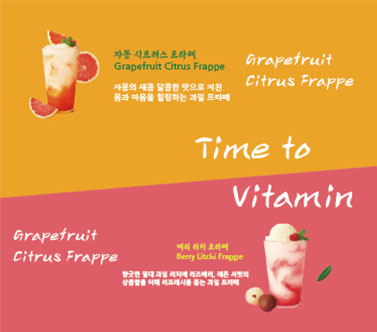 자몽 시트러스 프라페
Grapefruit Citrus Frappe
자몽의 새콤 달콤한 맛으로 지친
몸과 마음을 힐링하는 과일 프라페
Grapefruit
Citrus Frappe
Time to
Vitamin
Grapefruit
Citrus Frappe
베리 리치 프라페
Berry Litchi Frappe
향긋한 열대 과일 리치에 라즈베리, 레몬 셔벗의
상큼함을 더해 리프레시를 돕는 과일 프라페